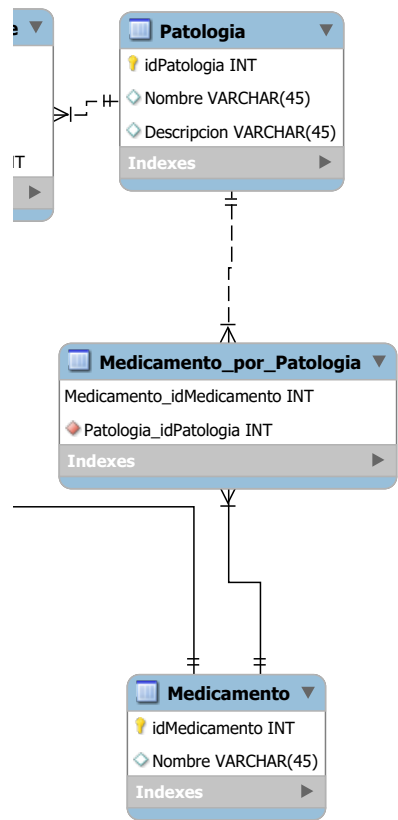 e
Patologia
idPatologia INT
Nombre VARCHAR(45)
Descripcion VARCHAR(45)
Indexes
NT
Medicamento_por_Patologia
Medicamento_idMedicamento INT
Patologia_idPatologia INT
Indexes
Medicamento
idMedicamento INT
Nombre VARCHAR(45)
Indexes